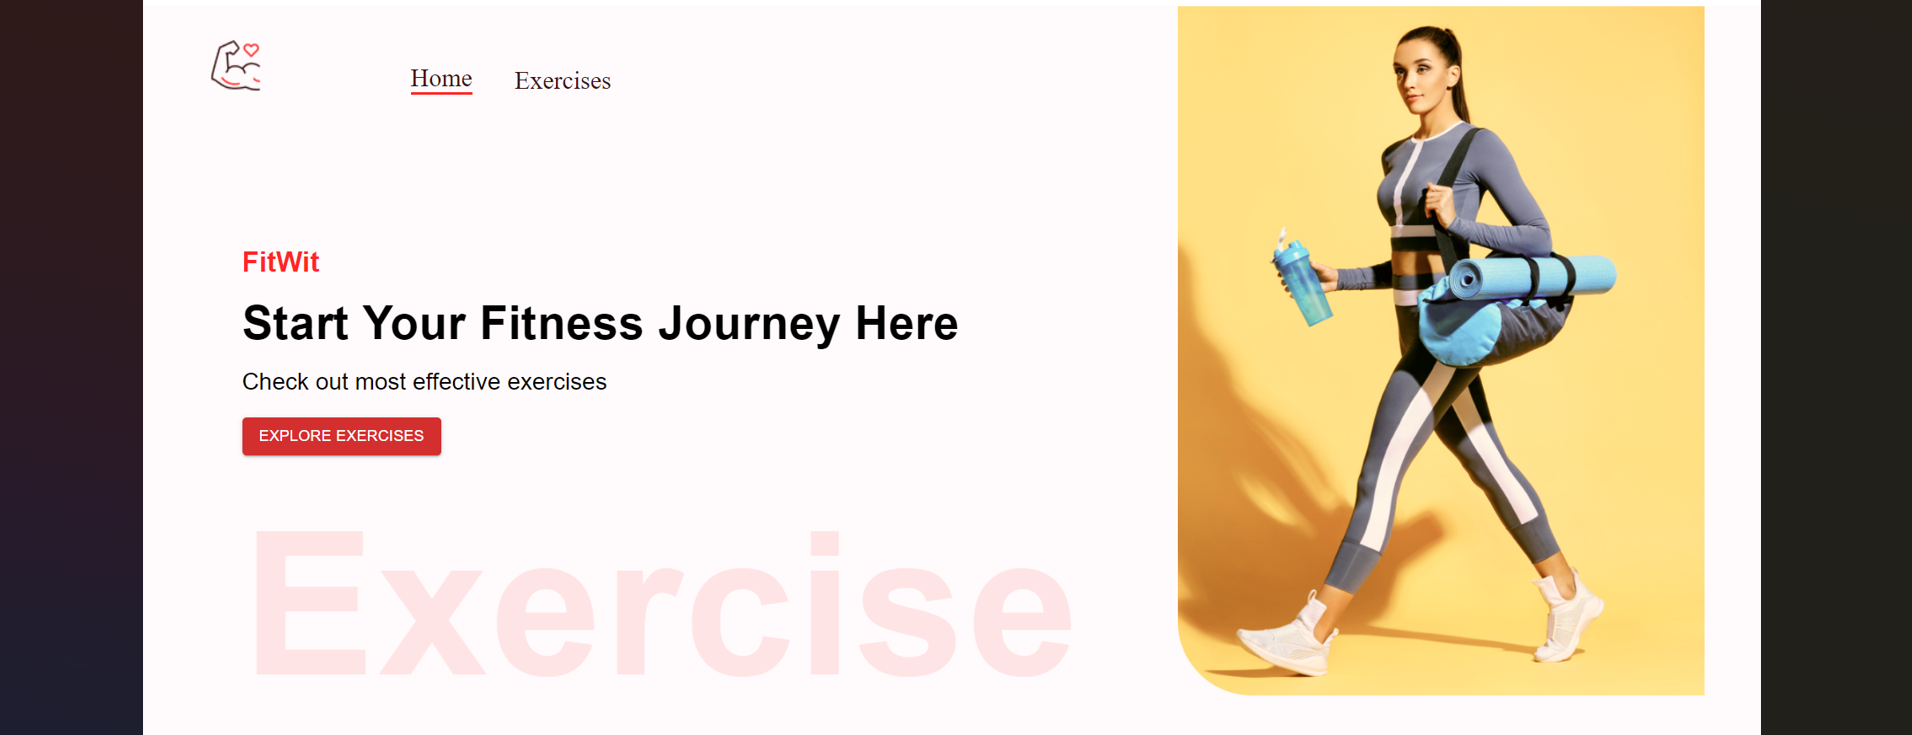 Home Exercises
FitWit
Start Your Fitness Journey Here
Check out most effective exercises
EXPLORE EXERCISES
Exercise